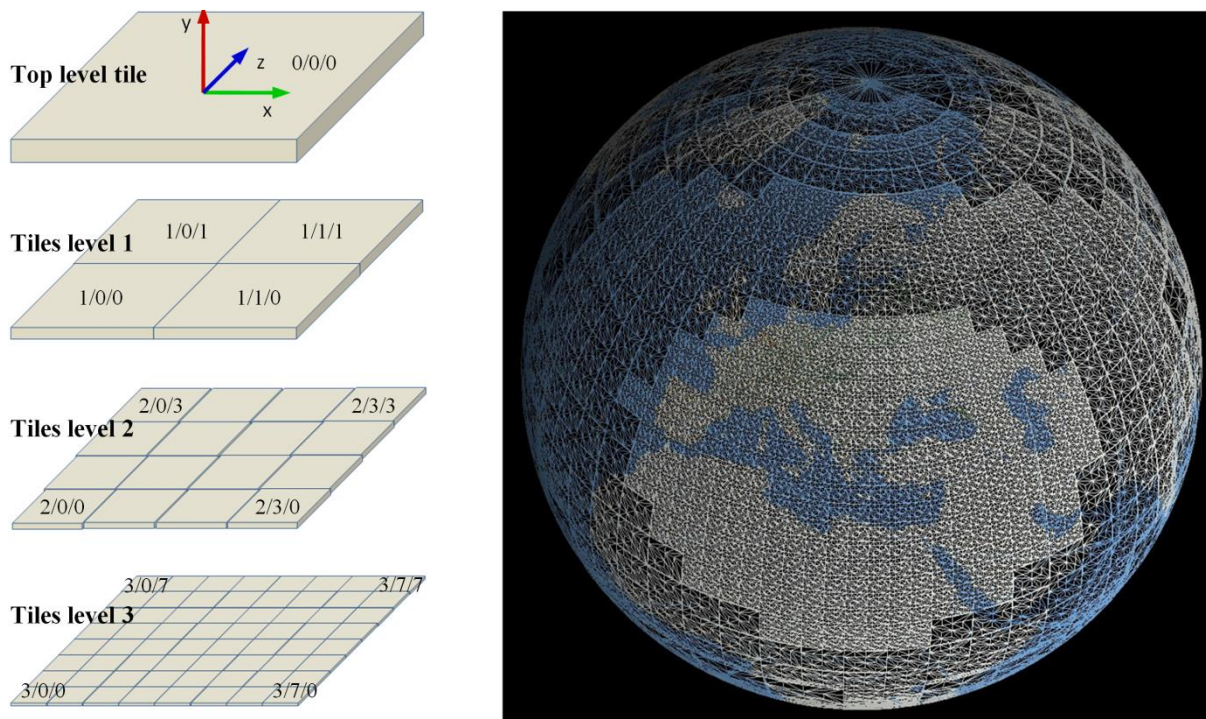 y
z
0/0/0
Top level tile
x
1/0/1
1/1/1
Tiles level 1
1/0/0
1/1/0
2/0/3
2/3/3
Tiles level 2
2/0/0
2/3/0
3/0/7
3/7/7
Tiles level 3
3/0/0
3/7/0